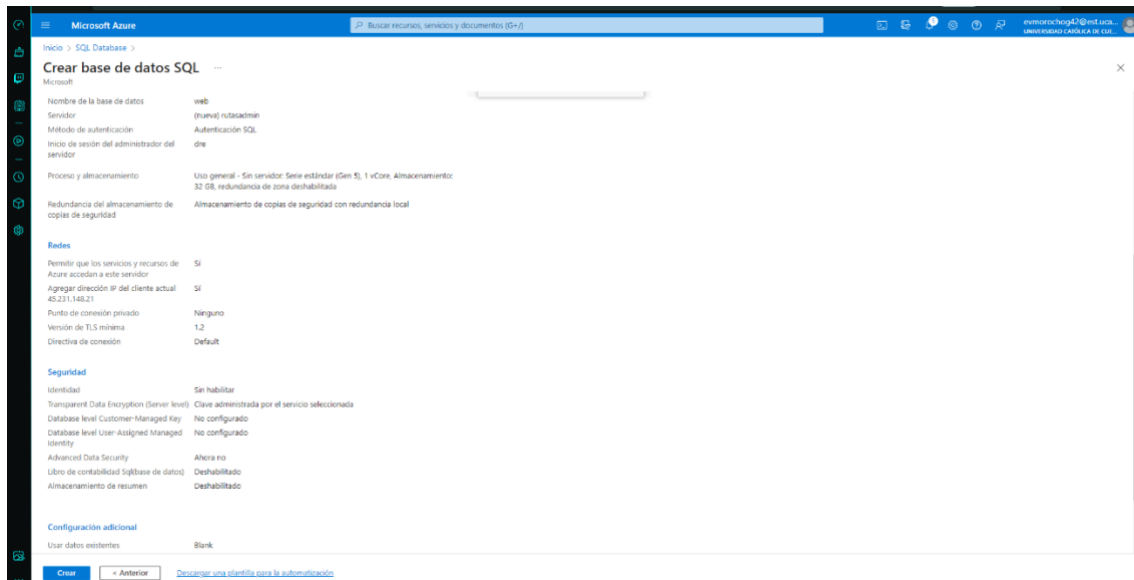 Microsoft Azure
Buscar recursos, servicios y documentos (G+/)
evmorochog42@est.uca...
UNIVERSIDAD CATÓLICA DE CUE...
Inicio > SQL Database >
Crear base de datos SQL ...
Microsoft
Nombre de la base de datos web
Servidor (nueva) rutasadmin
Método de autenticación Autenticación SQL
Inicio de sesión del administrador del dre
servidor
Proceso y almacenamiento Uso general - Sin servidor: Serie estándar (Gen 5), 1 vCore, Almacenamiento:
32 GB, redundancia de zona deshabilitada
Redundancia del almacenamiento de Almacenamiento de copias de seguridad con redundancia local
copias de seguridad
Redes
Permitir que los servicios y recursos de Sí
Azure accedan a este servidor
Agregar dirección IP del cliente actual Sí
45.231.148.21
Punto de conexión privado Ninguno
Versión de TLS mínima 1.2
Directiva de conexión Default
Seguridad
Identidad Sin habilitar
Transparent Data Encryption (Server level) Clave administrada por el servicio seleccionada
Database level Customer-Managed Key No configurado
Database level User-Assigned Managed No configurado
Identity
Advanced Data Security Ahora no
Libro de contabilidad Sql(base de datos) Deshabilitado
Almacenamiento de resumen Deshabilitado
Configuración adicional
Usar datos existentes Blank
Crear < Anterior Descargar una plantilla para la automatización